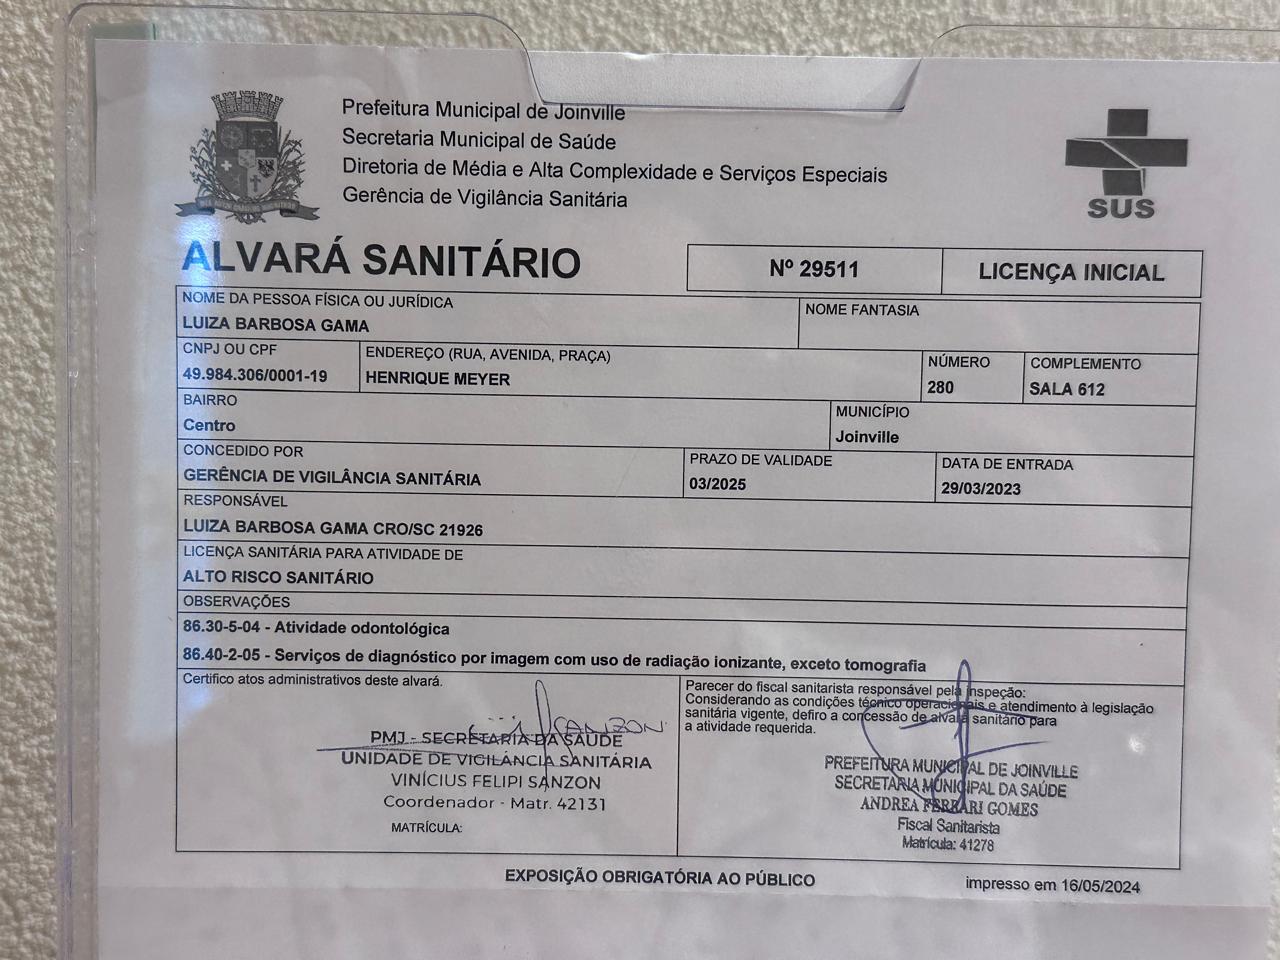 Prefeitura Municipal de Joinville
Secretaria Municipal de Saúde
Diretoria de Média e Alta Complexidade e Serviços Especiais
Gerência de Vigilância Sanitária
SUS
ALVARÁ SANITÁRIO
Nº 29511
LICENÇA INICIAL
NOME DA PESSOA FÍSICA OU JURÍDICA
LUIZA BARBOSA GAMA
NOME FANTASIA
CNPJ OU CPF
49.984.306/0001-19
ENDEREÇO (RUA, AVENIDA, PRAÇA)
HENRIQUE MEYER
NÚMERO
280
COMPLEMENTO
SALA 612
BAIRRO
Centro
MUNICÍPIO
Joinville
CONCEDIDO POR
GERÊNCIA DE VIGILÂNCIA SANITÁRIA
PRAZO DE VALIDADE
03/2025
DATA DE ENTRADA
29/03/2023
RESPONSÁVEL
LUIZA BARBOSA GAMA CRO/SC 21926
LICENÇA SANITÁRIA PARA ATIVIDADE DE
ALTO RISCO SANITÁRIO
OBSERVAÇÕES
86.30-5-04 - Atividade odontológica
86.40-2-05 - Serviços de diagnóstico por imagem com uso de radiação ionizante, exceto tomografia
Certifico atos administrativos deste alvará.
SANZON
PMJ - SECRETARIA DA SAÚDE
UNIDADE DE VIGILÂNCIA SANITÁRIA
VINÍCIUS FELIPI SANZON
Coordenador - Matr. 42131
MATRÍCULA:
Parecer do fiscal sanitarista responsável pela inspeção:
Considerando as condições técnico operacionais e atendimento à legislação
sanitária vigente, defiro a concessão de alvará sanitário para
a atividade requerida.
PREFEITURA MUNICIPAL DE JOINVILLE
SECRETARIA MUNICIPAL DA SAÚDE
ANDREA FERRARI GOMES
Fiscal Sanitarista
Matrícula: 41278
EXPOSIÇÃO OBRIGATÓRIA AO PÚBLICO
impresso em 16/05/2024